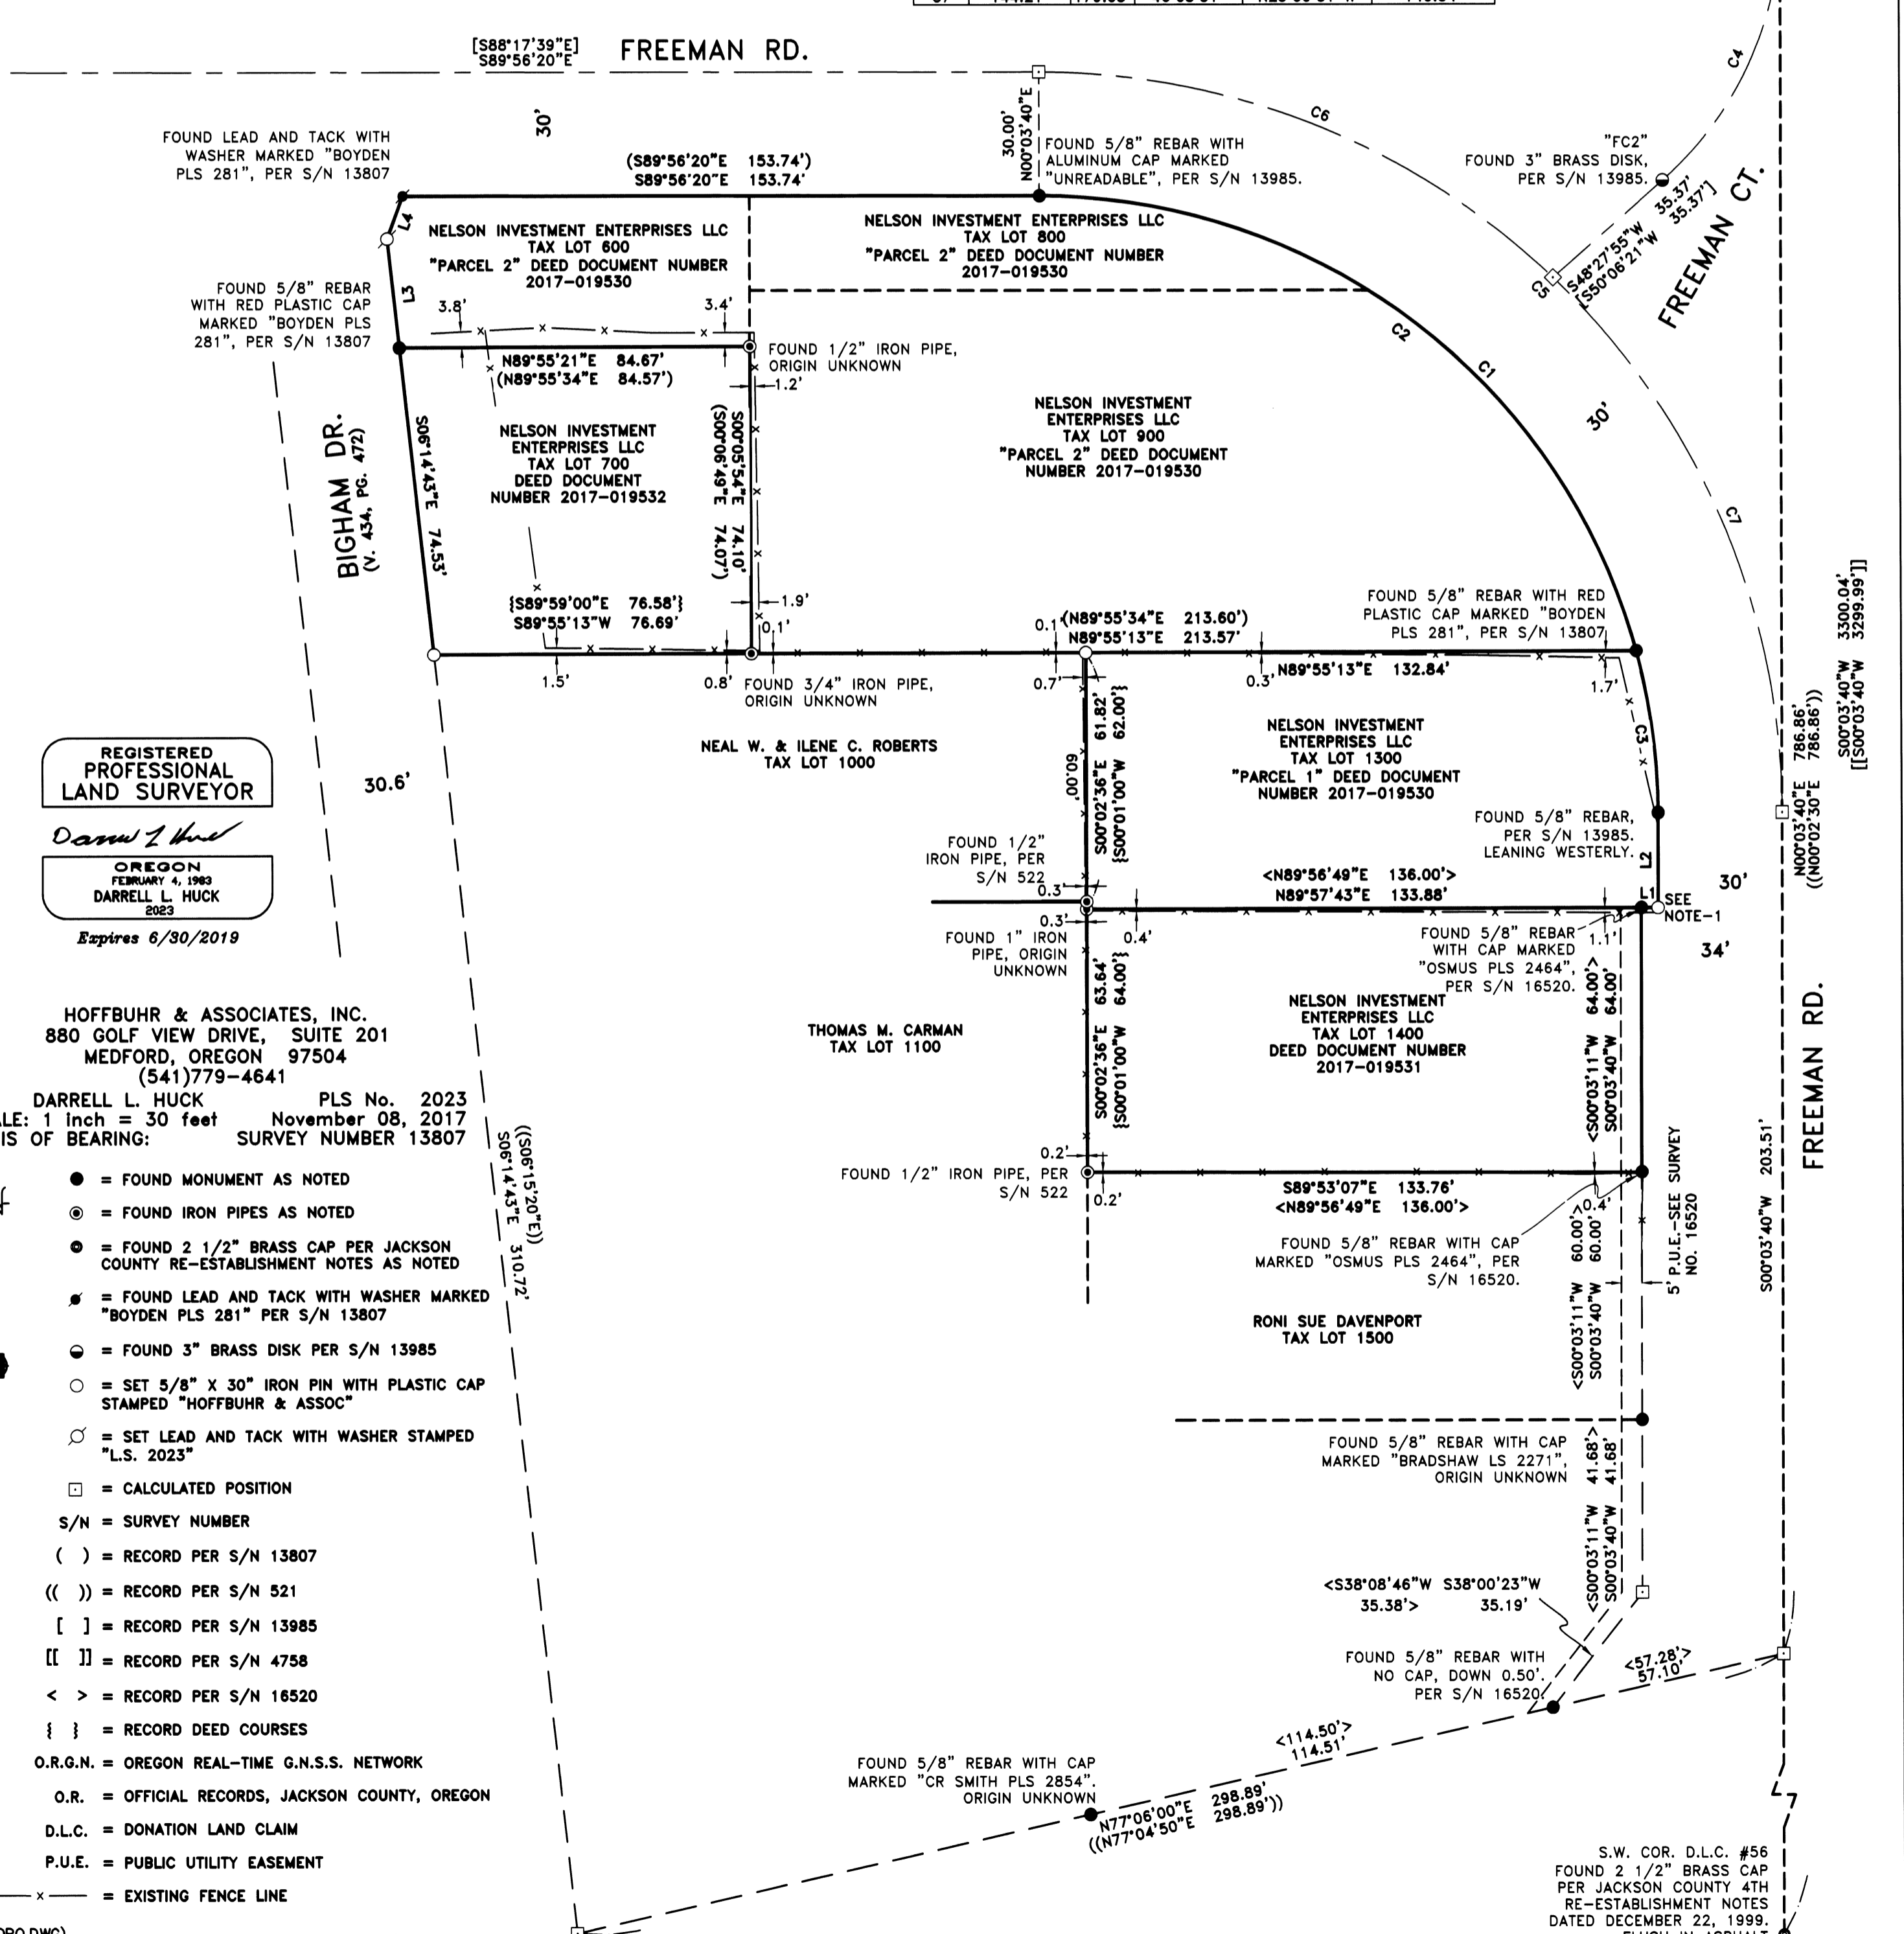 [S88°17'39"E]
S89°56'20"E
FREEMAN RD.
30'
FOUND LEAD AND TACK WITH
WASHER MARKED "BOYDEN
PLS 281", PER S/N 13807
(S89°56'20"E 153.74')
S89°56'20"E 153.74'
30.00'
N00°03'40"E
FOUND 5/8" REBAR WITH
ALUMINUM CAP MARKED
"UNREADABLE", PER S/N 13985.
C6
C4
"FC2"
FOUND 3" BRASS DISK,
PER S/N 13985.
S48°27'55"W 35.37'
[S50°06'21"W 35.37']
FREEMAN CT.
C5
L4
L3
NELSON INVESTMENT ENTERPRISES LLC
TAX LOT 600
"PARCEL 2" DEED DOCUMENT NUMBER
2017-019530
NELSON INVESTMENT ENTERPRISES LLC
TAX LOT 800
"PARCEL 2" DEED DOCUMENT NUMBER
2017-019530
FOUND 5/8" REBAR
WITH RED PLASTIC CAP
MARKED "BOYDEN PLS
281", PER S/N 13807
3.8'
3.4'
N89°55'21"E 84.67'
(N89°55'34"E 84.57')
FOUND 1/2" IRON PIPE,
ORIGIN UNKNOWN
1.2'
C2
C1
30'
C7
BIGHAM DR.
(V. 434, PG. 472)
S06°14'43"E 74.53'
NELSON INVESTMENT
ENTERPRISES LLC
TAX LOT 700
DEED DOCUMENT
NUMBER 2017-019532
S00°05'54"E 74.10'
(S00°06'49"E 74.07')
NELSON INVESTMENT
ENTERPRISES LLC
TAX LOT 900
"PARCEL 2" DEED DOCUMENT
NUMBER 2017-019530
{S89°59'00"E 76.58'}
S89°55'13"W 76.69'
1.9'
0.1'
0.1'
(N89°55'34"E 213.60')
N89°55'13"E 213.57'
FOUND 5/8" REBAR WITH RED
PLASTIC CAP MARKED "BOYDEN
PLS 281", PER S/N 13807
1.5'
0.8'
FOUND 3/4" IRON PIPE,
ORIGIN UNKNOWN
0.7'
0.3'
N89°55'13"E 132.84'
1.7'
C3
S00°03'40"W 3300.04'
[[S00°03'40"W 3299.99']]
N00°03'40"E 786.86'
((N00°02'30"E 786.86'))
REGISTERED
PROFESSIONAL
LAND SURVEYOR
Darrell L Huck
OREGON
FEBRUARY 4, 1983
DARRELL L. HUCK
2023
Expires 6/30/2019
30.6'
NEAL W. & ILENE C. ROBERTS
TAX LOT 1000
60.00'
S00°02'36"E 61.82'
{S00°01'00"W 62.00'}
NELSON INVESTMENT
ENTERPRISES LLC
TAX LOT 1300
"PARCEL 1" DEED DOCUMENT
NUMBER 2017-019530
FOUND 5/8" REBAR,
PER S/N 13985.
LEANING WESTERLY.
L2
FOUND 1/2"
IRON PIPE, PER
S/N 522
0.3'
<N89°56'49"E 136.00'>
N89°57'43"E 133.88'
L1
SEE
NOTE-1
30'
34'
0.3'
0.4'
1.1'
FOUND 1" IRON
PIPE, ORIGIN
UNKNOWN
FOUND 5/8" REBAR
WITH CAP MARKED
"OSMUS PLS 2464",
PER S/N 16520.
THOMAS M. CARMAN
TAX LOT 1100
S00°02'36"E 63.64'
{S00°01'00"W 64.00'}
NELSON INVESTMENT
ENTERPRISES LLC
TAX LOT 1400
DEED DOCUMENT NUMBER
2017-019531
<S00°03'11"W 64.00'>
S00°03'40"W 64.00'
FREEMAN RD.
S00°03'40"W 203.51'
HOFFBUHR & ASSOCIATES, INC.
880 GOLF VIEW DRIVE, SUITE 201
MEDFORD, OREGON 97504
(541)779-4641
DARRELL L. HUCK PLS No. 2023
LE: 1 inch = 30 feet November 08, 2017
IS OF BEARING: SURVEY NUMBER 13807
((S06°15'20"E))
S06°14'43"E 310.72'
FOUND 1/2" IRON PIPE, PER
S/N 522
0.2'
0.2'
S89°53'07"E 133.76'
<N89°56'49"E 136.00'>
0.4'
FOUND 5/8" REBAR WITH CAP
MARKED "OSMUS PLS 2464", PER
S/N 16520.
5' P.U.E.-SEE SURVEY
NO. 16520
<S00°03'11"W 60.00'>
S00°03'40"W 60.00'
RONI SUE DAVENPORT
TAX LOT 1500
FOUND 5/8" REBAR WITH CAP
MARKED "BRADSHAW LS 2271",
ORIGIN UNKNOWN
<S00°03'11"W 41.68'>
S00°03'40"W 41.68'
<S38°08'46"W S38°00'23"W
35.38'> 35.19'
FOUND 5/8" REBAR WITH
NO CAP, DOWN 0.50'.
PER S/N 16520.
<57.28'>
57.10'
<114.50'>
114.51'
FOUND 5/8" REBAR WITH CAP
MARKED "CR SMITH PLS 2854".
ORIGIN UNKNOWN
N77°06'00"E 298.89'
((N77°04'50"E 298.89'))
S.W. COR. D.L.C. #56
FOUND 2 1/2" BRASS CAP
PER JACKSON COUNTY 4TH
RE-ESTABLISHMENT NOTES
DATED DECEMBER 22, 1999.
= FOUND MONUMENT AS NOTED
= FOUND IRON PIPES AS NOTED
= FOUND 2 1/2" BRASS CAP PER JACKSON
COUNTY RE-ESTABLISHMENT NOTES AS NOTED
= FOUND LEAD AND TACK WITH WASHER MARKED
"BOYDEN PLS 281" PER S/N 13807
= FOUND 3" BRASS DISK PER S/N 13985
= SET 5/8" X 30" IRON PIN WITH PLASTIC CAP
STAMPED "HOFFBUHR & ASSOC"
= SET LEAD AND TACK WITH WASHER STAMPED
"L.S. 2023"
= CALCULATED POSITION
S/N = SURVEY NUMBER
( ) = RECORD PER S/N 13807
(( )) = RECORD PER S/N 521
[ ] = RECORD PER S/N 13985
[[ ]] = RECORD PER S/N 4758
< > = RECORD PER S/N 16520
{ } = RECORD DEED COURSES
O.R.G.N. = OREGON REAL-TIME G.N.S.S. NETWORK
O.R. = OFFICIAL RECORDS, JACKSON COUNTY, OREGON
D.L.C. = DONATION LAND CLAIM
P.U.E. = PUBLIC UTILITY EASEMENT
x = EXISTING FENCE LINE